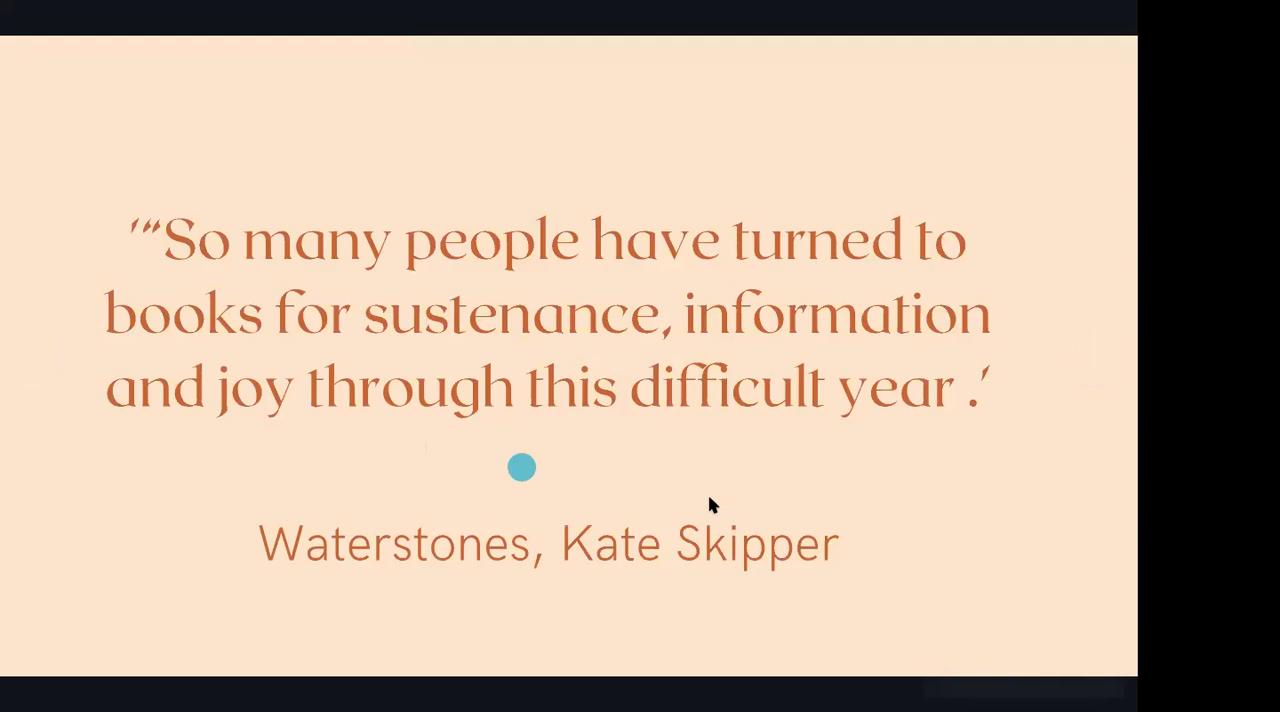 ‘“So many people have turned to
books for sustenance, information
and joy through this difficult year .’
Waterstones, Kate Skipper